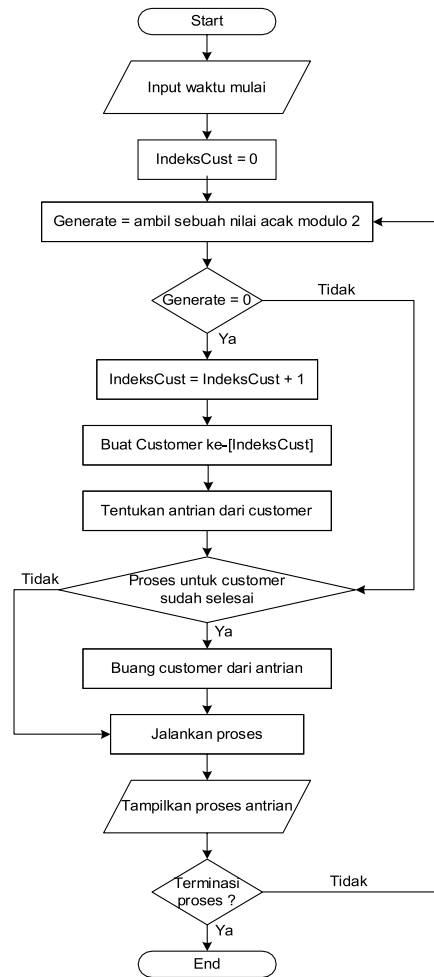 Start
Input waktu mulai
IndeksCust = 0
Generate = ambil sebuah nilai acak modulo 2
Generate = 0
Tidak
Ya
IndeksCust = IndeksCust + 1
Buat Customer ke-[IndeksCust]
Tentukan antrian dari customer
Tidak
Proses untuk customer
sudah selesai
Ya
Buang customer dari antrian
Jalankan proses
Tampilkan proses antrian
Terminasi
proses ?
Tidak
Ya
End